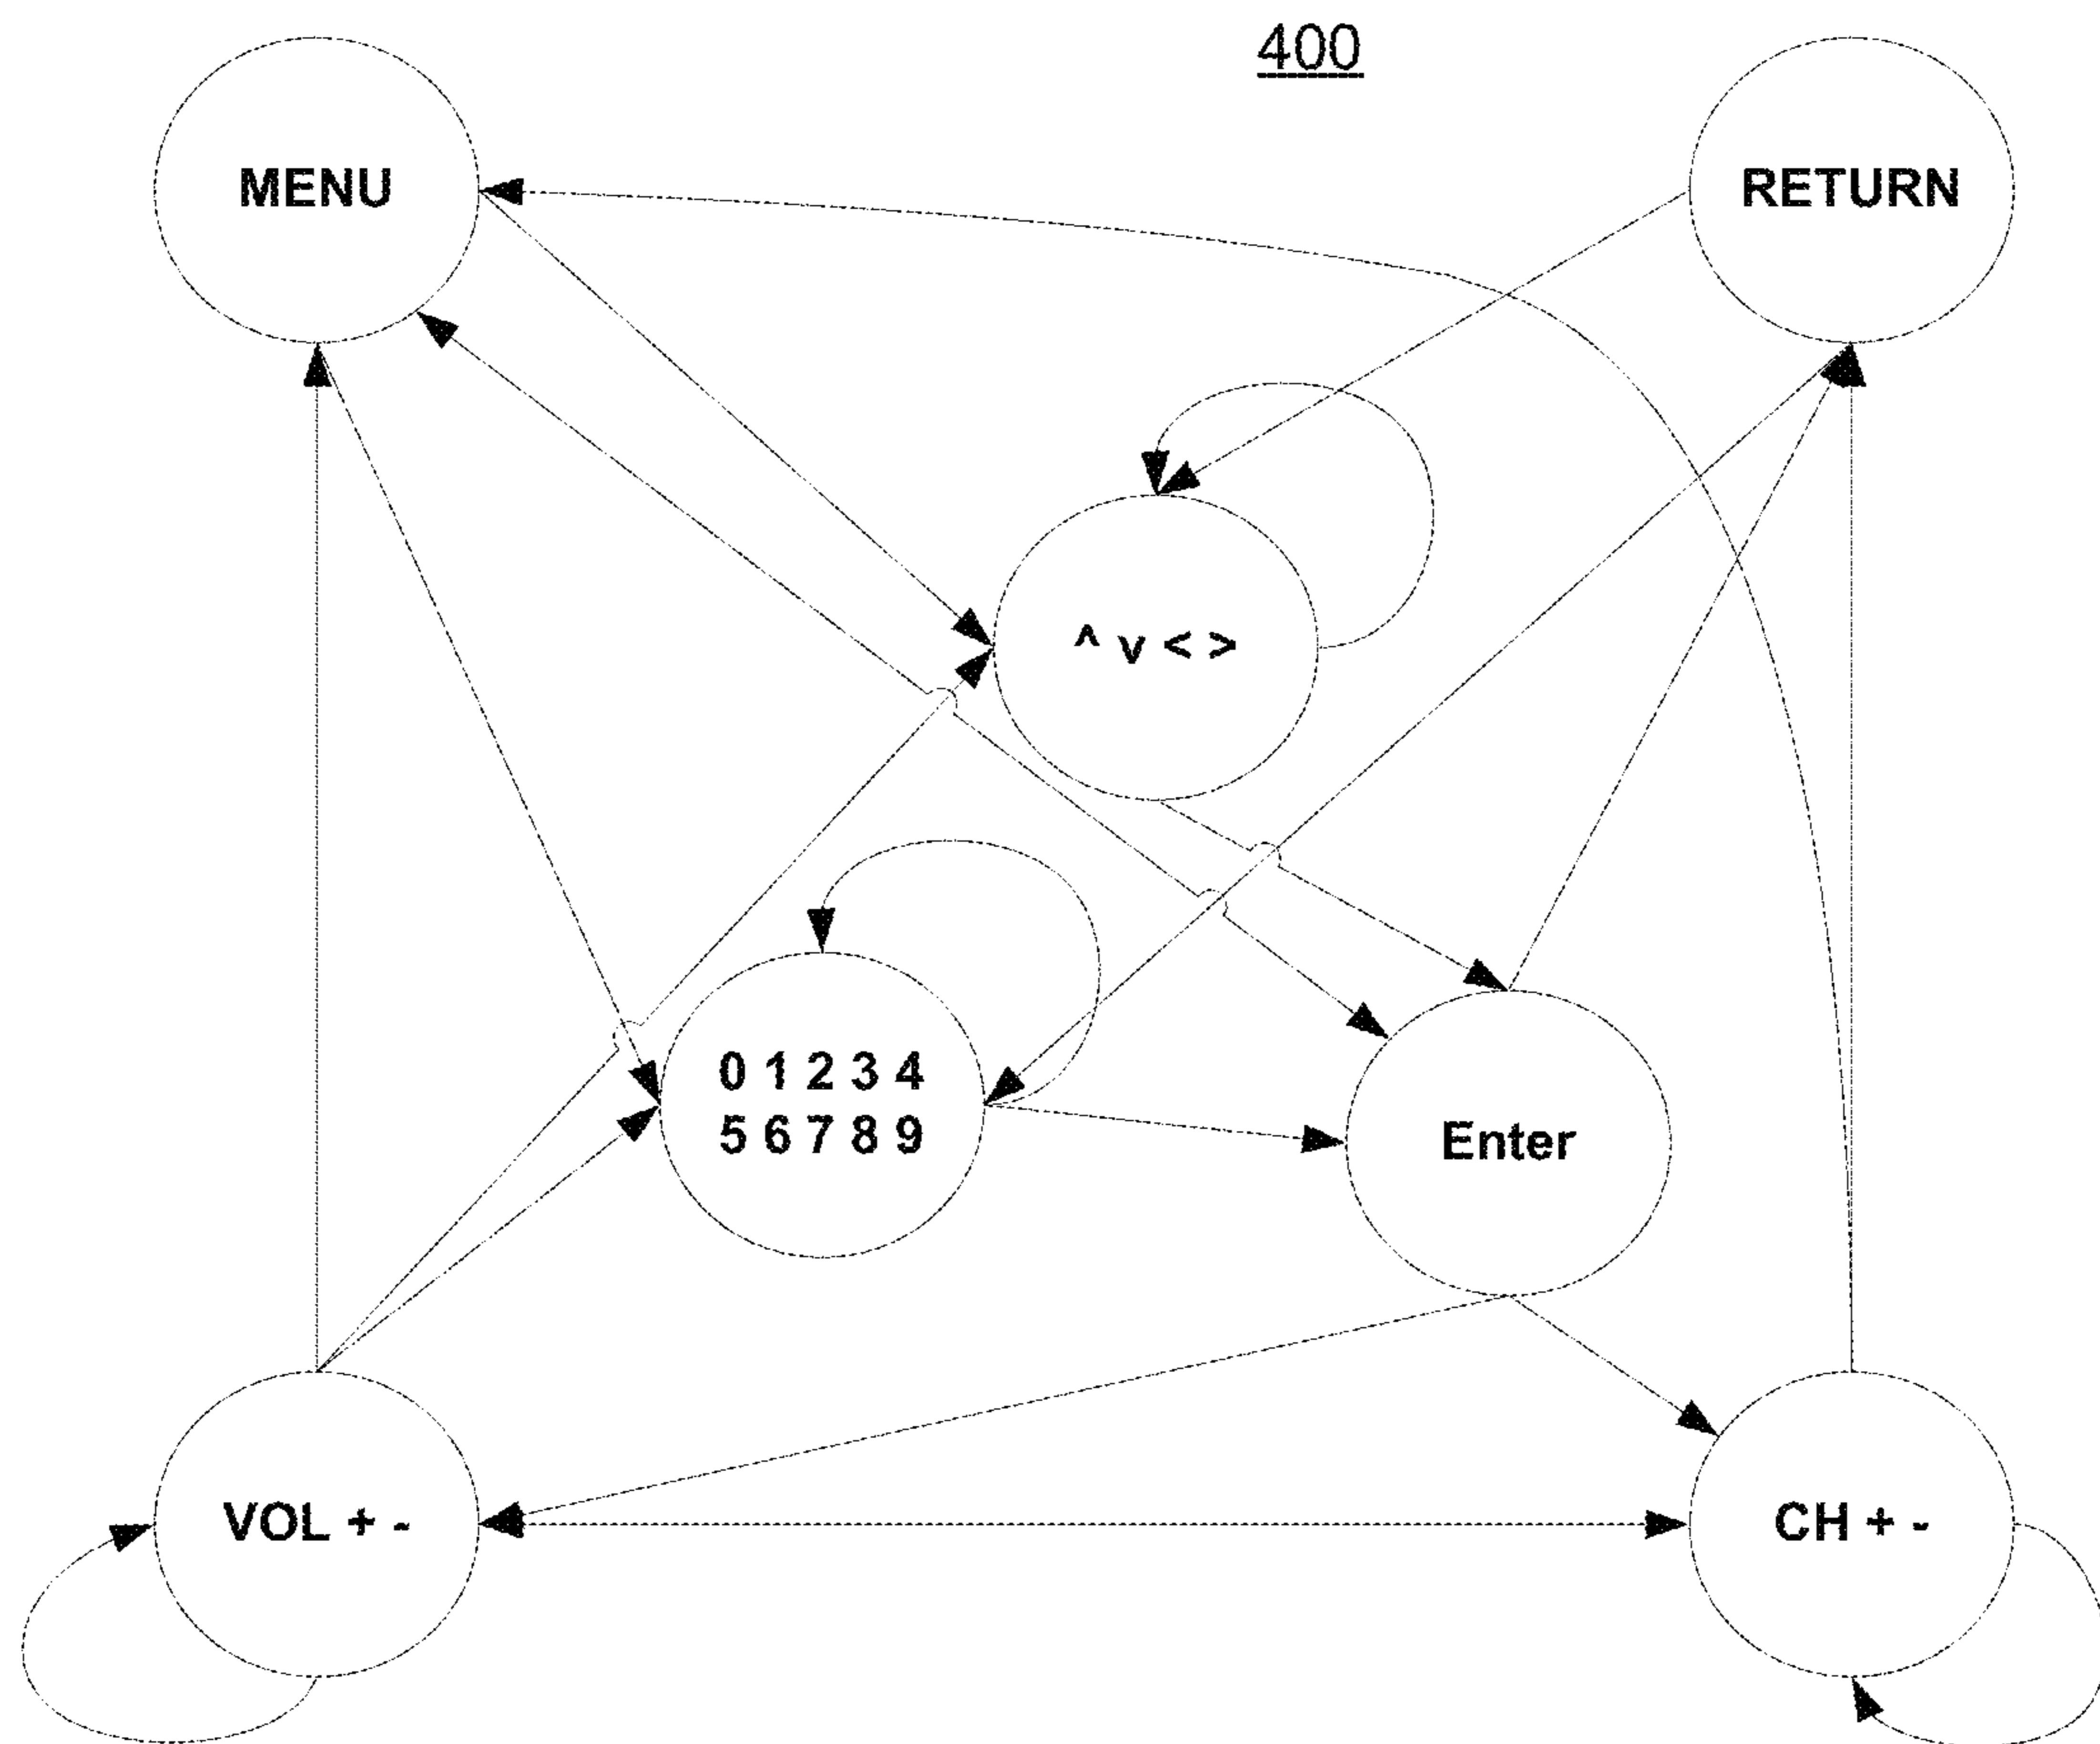 400
MENU
RETURN
^ v < >
0 1 2 3 4
5 6 7 8 9
Enter
VOL + -
CH + -